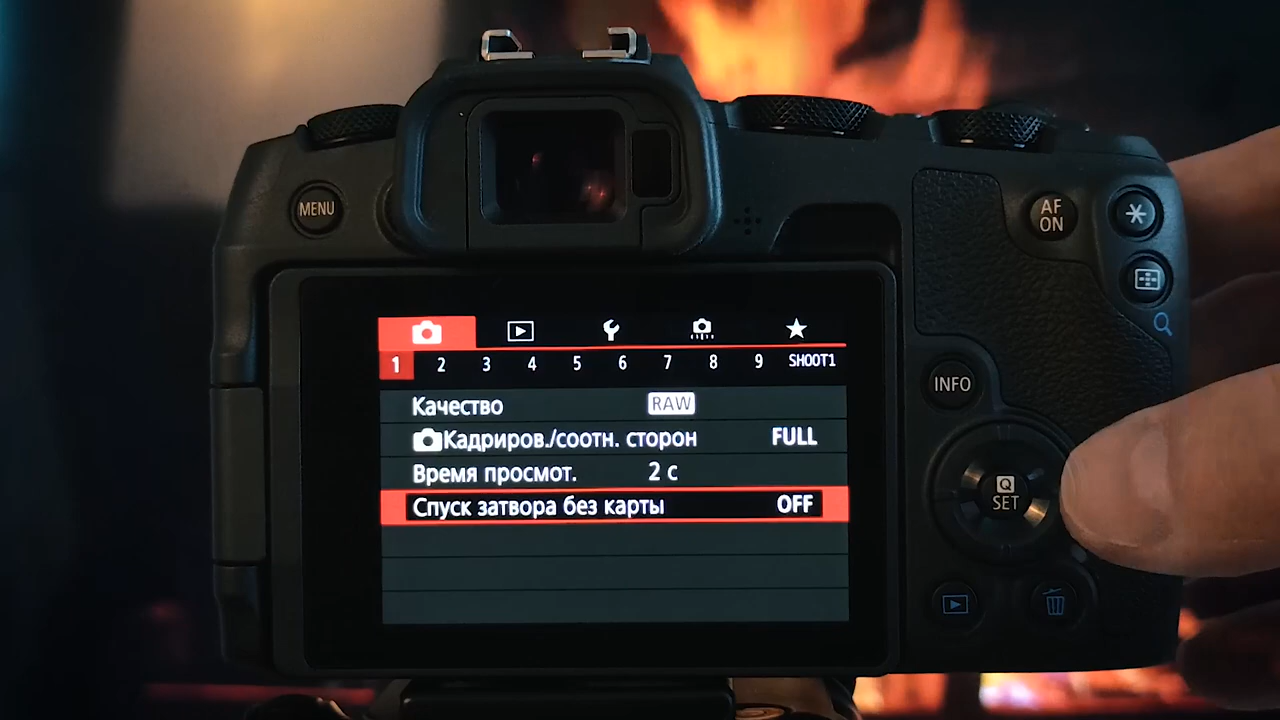 MENU
AF
ON
INFO
Q
SET
1 2 3 4 5 6 7 8 9 SHOOT1
Качество RAW
Кадриров./соотн. сторон FULL
Время просмот. 2 с
Спуск затвора без карты OFF